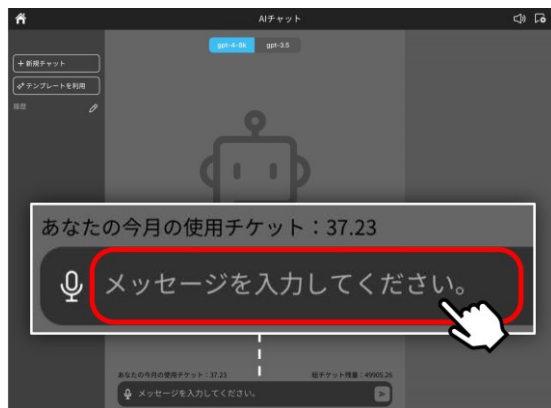 AIチャット
gpt-4-8k gpt-3.5
＋新規チャット
テンプレートを利用
履歴
あなたの今月の使用チケット：37.23
メッセージを入力してください。
あなたの今月の使用チケット：37.23 総チケット残量：49905.26
メッセージを入力してください。